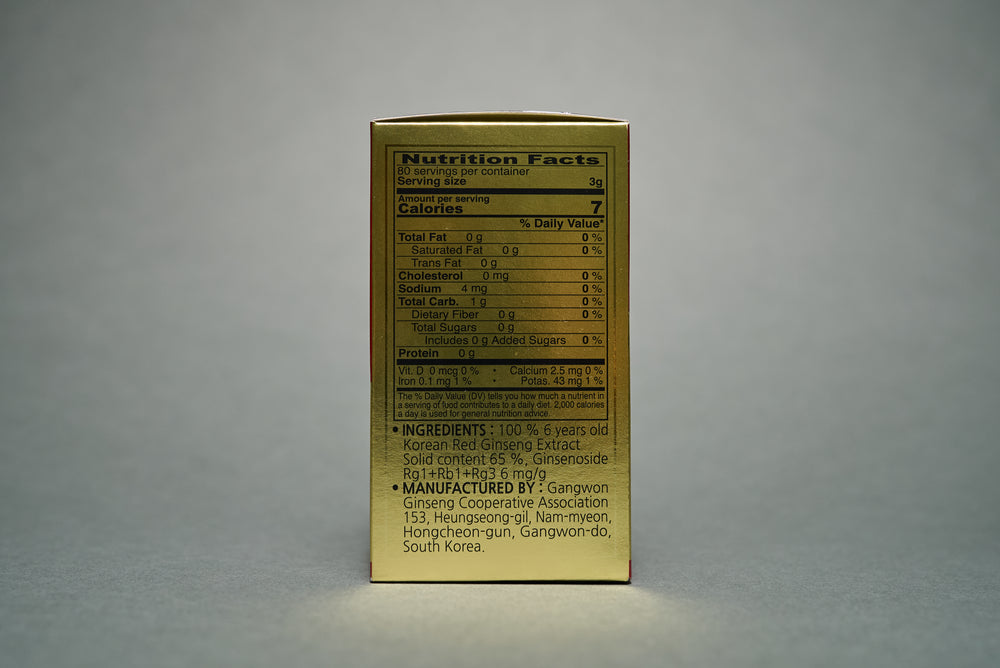 Nutrition Facts
80 servings per container
Serving size 3g
Amount per serving
Calories 7
% Daily Value*
Total Fat 0 g 0 %
Saturated Fat 0 g 0 %
Trans Fat 0 g
Cholesterol 0 mg 0 %
Sodium 4 mg 0 %
Total Carb. 1 g 0 %
Dietary Fiber 0 g 0 %
Total Sugars 0 g
Includes 0 g Added Sugars 0 %
Protein 0 g
Vit. D 0 mcg 0 % • Calcium 2.5 mg 0 %
Iron 0.1 mg 1 % • Potas. 43 mg 1 %
The % Daily Value (DV) tells you how much a nutrient in
a serving of food contributes to a daily diet. 2,000 calories
a day is used for general nutrition advice.
• INGREDIENTS : 100 % 6 years old
Korean Red Ginseng Extract
Solid content 65 %, Ginsenoside
Rg1+Rb1+Rg3 6 mg/g
• MANUFACTURED BY : Gangwon
Ginseng Cooperative Association
153, Heungseong-gil, Nam-myeon,
Hongcheon-gun, Gangwon-do,
South Korea.